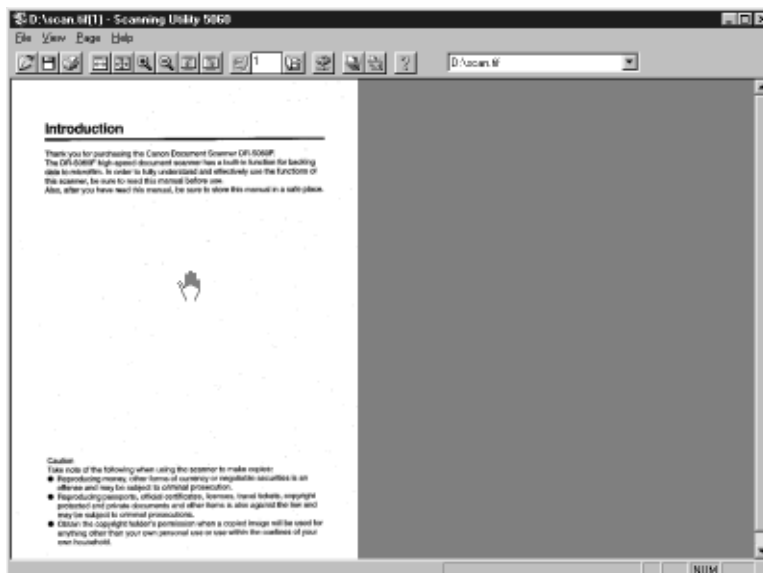 D:\scan.tif(1) - Scanning Utility 5060
File View Page Help
1
D:\scan.tif
Introduction
Thank you for purchasing the Canon Document Scanner DR-5060F.
The DR-5060F high-speed document scanner has a built-in function for backing
data to microfilm. In order to fully understand and effectively use the functions of
this scanner, be sure to read this manual before use.
Also, after you have read this manual, be sure to store this manual in a safe place.
Caution
Take note of the following when using the scanner to make copies:
● Reproducing money, other forms of currency or negotiable securities is an
offense and may be subject to criminal prosecution.
● Reproducing passports, official certificates, licenses, travel tickets, copyright
protected and private documents and other items is also against the law and
may be subject to criminal prosecutions.
● Obtain the copyright holder's permission when a copied image will be used for
anything other than your own personal use or use within the confines of your
own household.
NUM